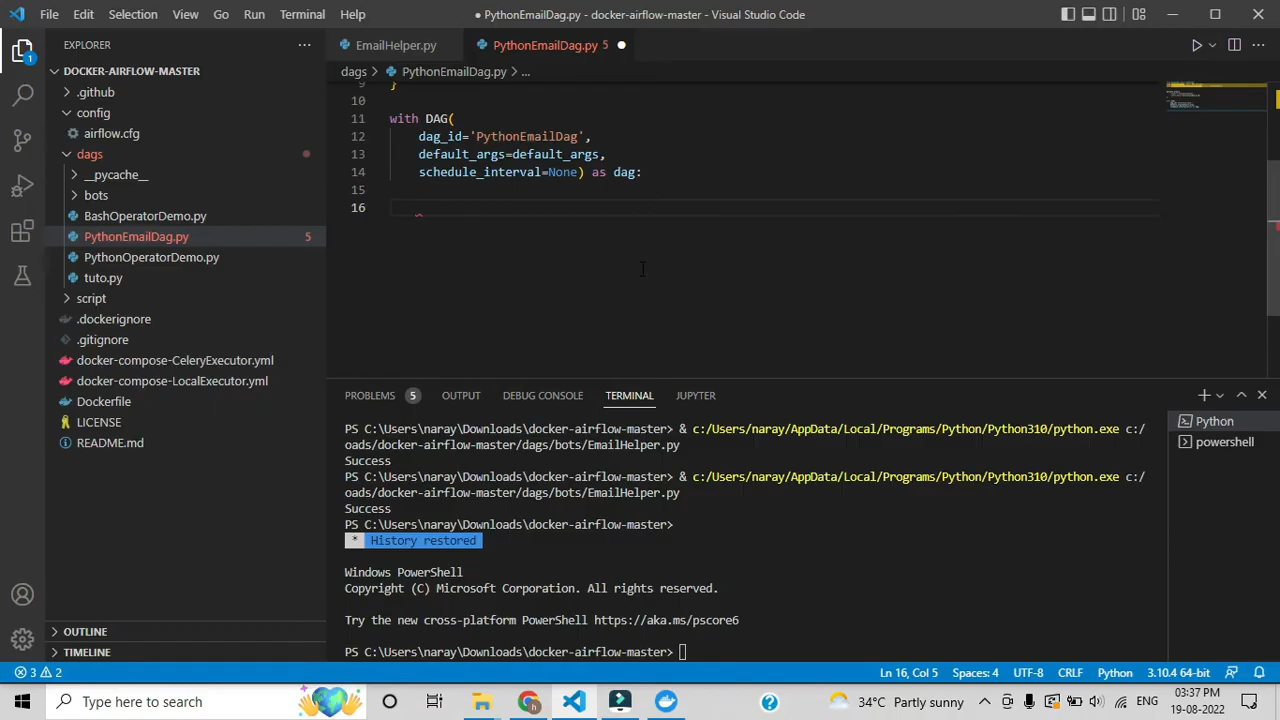 File Edit Selection View Go Run Terminal Help
● PythonEmailDag.py - docker-airflow-master - Visual Studio Code
EXPLORER
EmailHelper.py
PythonEmailDag.py 5
DOCKER-AIRFLOW-MASTER
dags > PythonEmailDag.py > ...
.github
config
airflow.cfg
dags
__pycache__
bots
BashOperatorDemo.py
PythonEmailDag.py 5
PythonOperatorDemo.py
tuto.py
script
.dockerignore
.gitignore
docker-compose-CeleryExecutor.yml
docker-compose-LocalExecutor.yml
Dockerfile
LICENSE
README.md
OUTLINE
TIMELINE
9 }
10
11 with DAG(
12 dag_id='PythonEmailDag',
13 default_args=default_args,
14 schedule_interval=None) as dag:
15
16
PROBLEMS 5 OUTPUT DEBUG CONSOLE TERMINAL JUPYTER
PS C:\Users\naray\Downloads\docker-airflow-master> & c:/Users/naray/AppData/Local/Programs/Python/Python310/python.exe c:/
oads/docker-airflow-master/dags/bots/EmailHelper.py
Success
PS C:\Users\naray\Downloads\docker-airflow-master> & c:/Users/naray/AppData/Local/Programs/Python/Python310/python.exe c:/
oads/docker-airflow-master/dags/bots/EmailHelper.py
Success
PS C:\Users\naray\Downloads\docker-airflow-master>
* History restored
Windows PowerShell
Copyright (C) Microsoft Corporation. All rights reserved.
Try the new cross-platform PowerShell https://aka.ms/pscore6
PS C:\Users\naray\Downloads\docker-airflow-master>
Python
powershell
3 2
Ln 16, Col 5 Spaces: 4 UTF-8 CRLF Python 3.10.4 64-bit
Type here to search
34°C Partly sunny
ENG
03:37 PM
19-08-2022
1